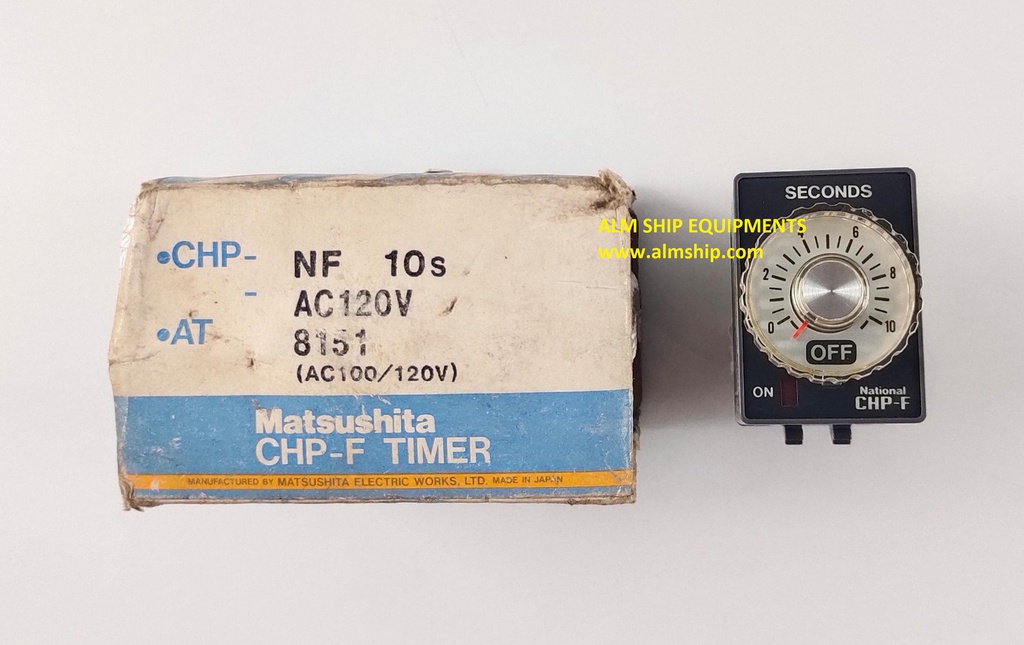 •CHP- NF 10s
- AC120V
•AT 8151
(AC100/120V)
Matsushita
CHP-F TIMER
MANUFACTURED BY MATSUSHITA ELECTRIC WORKS, LTD. MADE IN JAPAN
ALM SHIP EQUIPMENTS
www.almship.com
SECONDS
0 2 4 6 8 10
OFF
ON
National
CHP-F